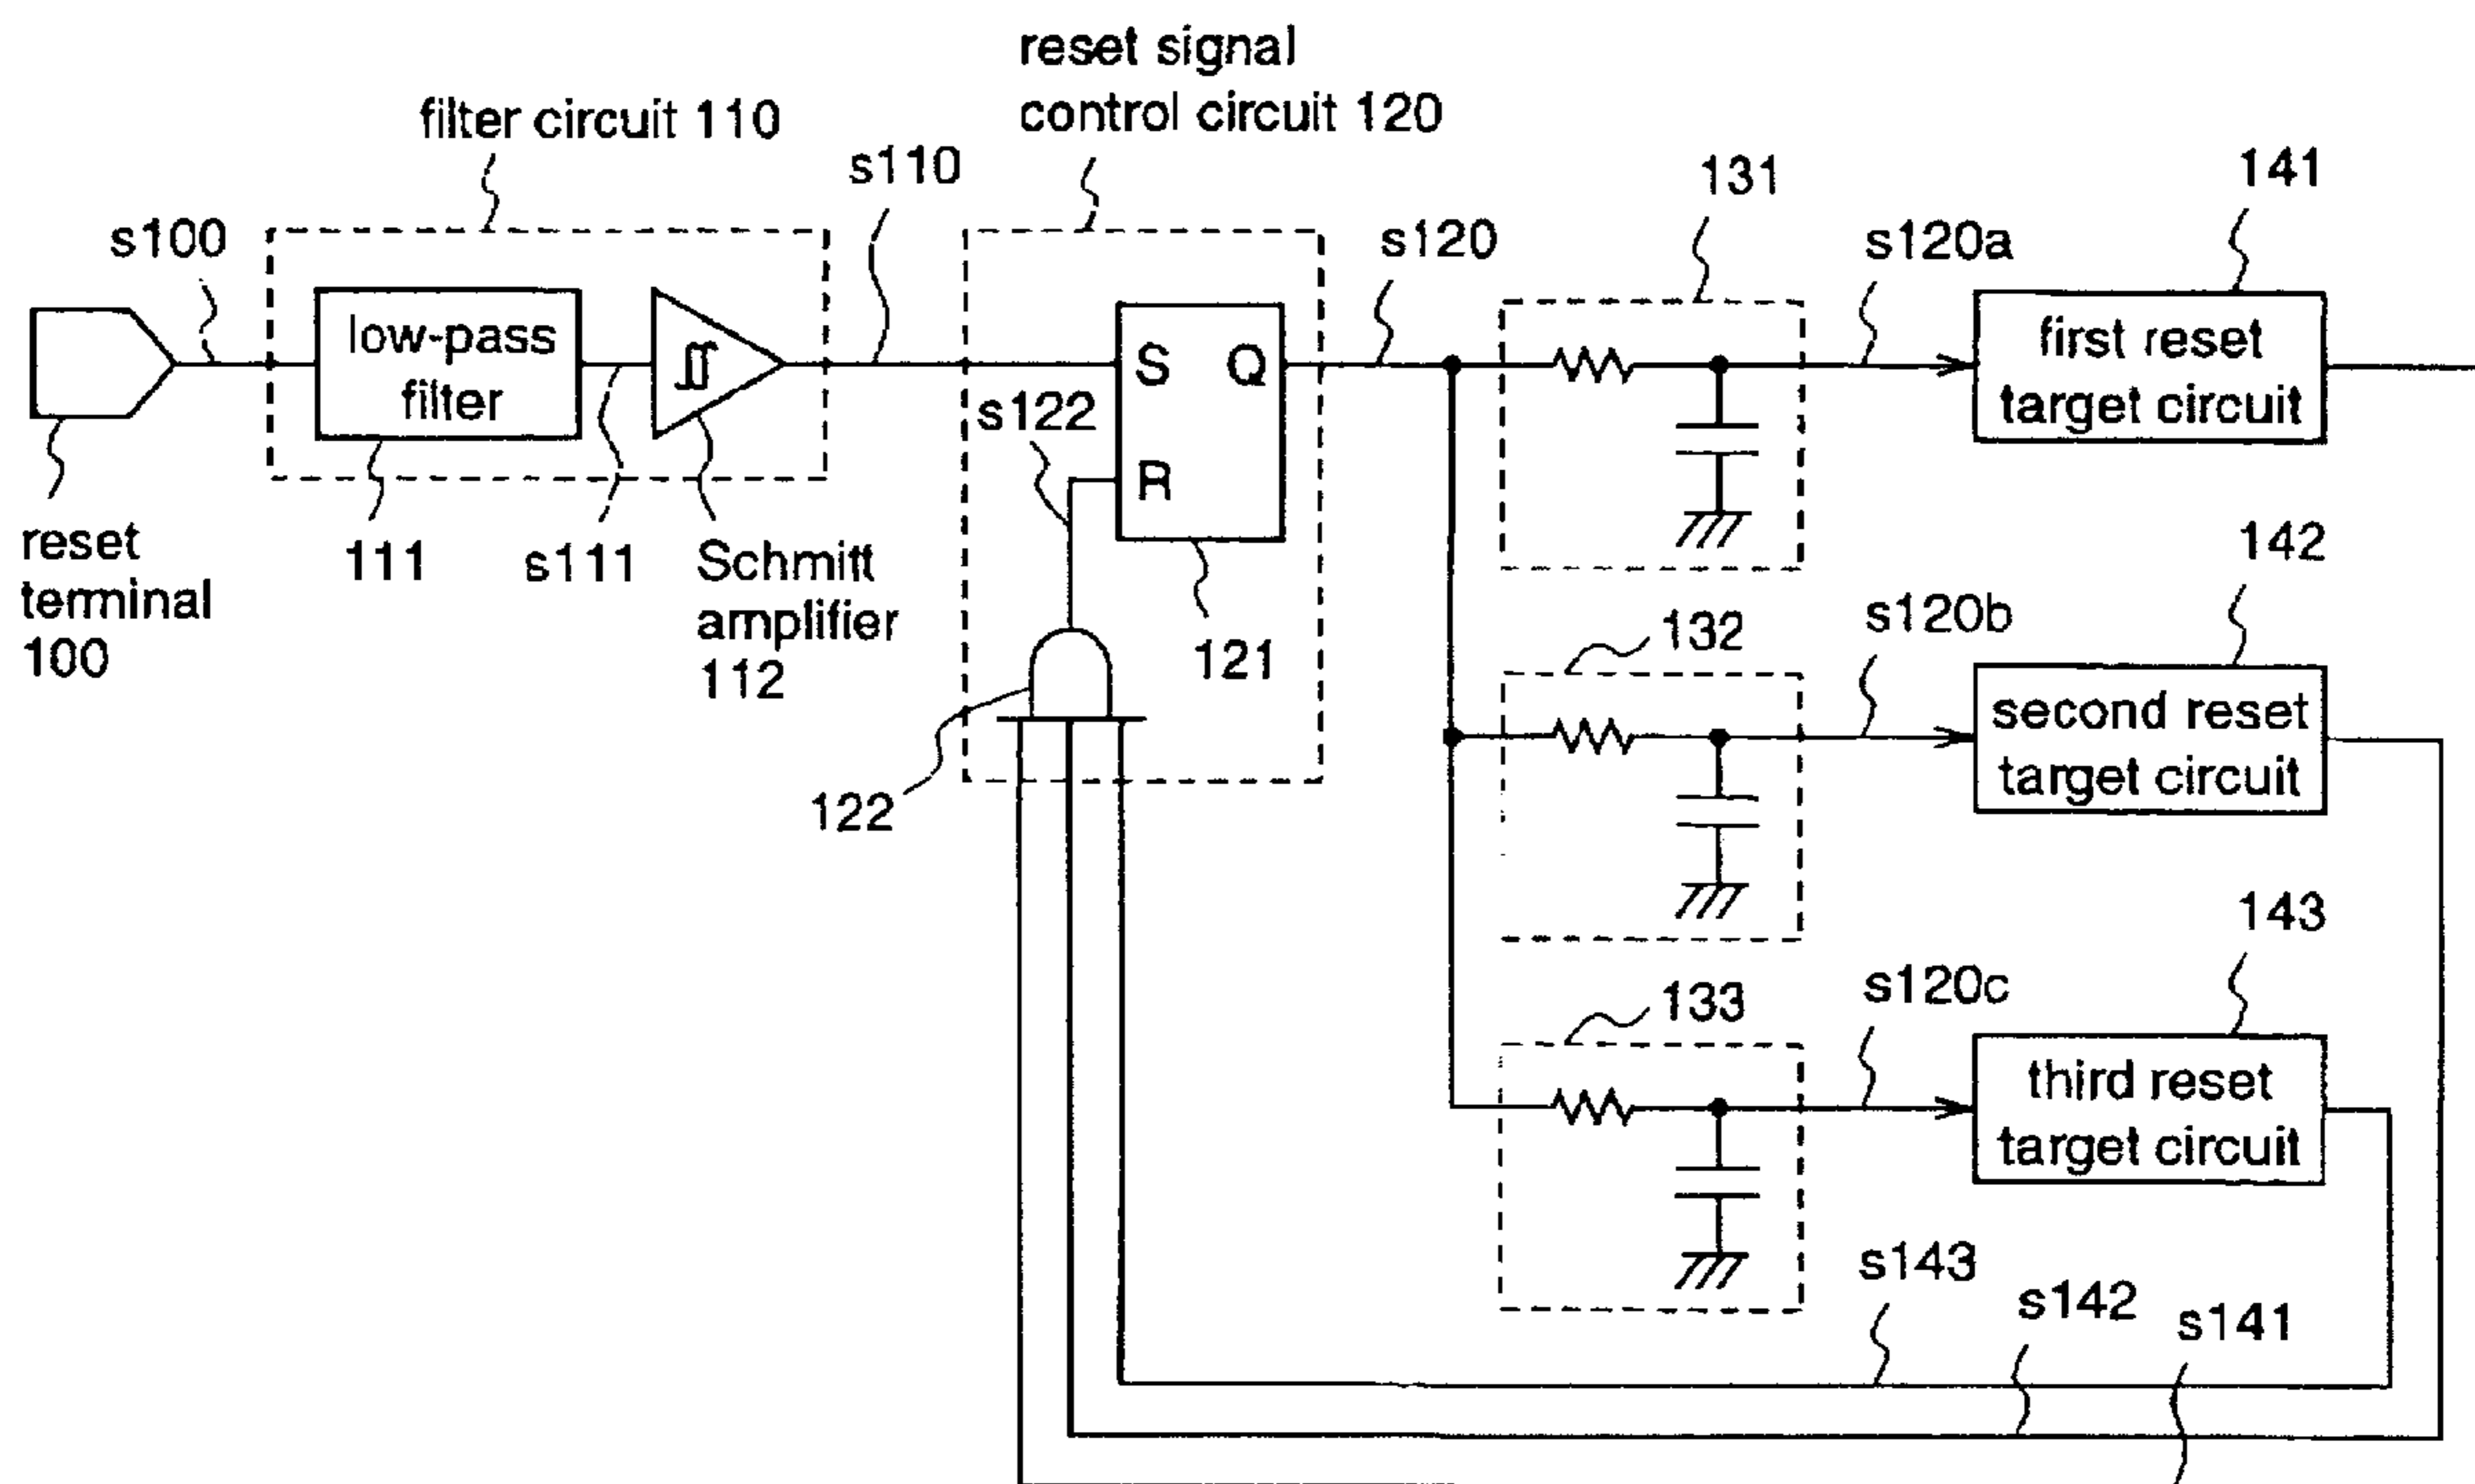 reset signal
control circuit 120
filter circuit 110
s110
s120
131
s120a
141
s100
low-pass
filter
S Q
R
first reset
target circuit
s122
reset
terminal
100
111
s111
Schmitt
amplifier
112
121
122
132
s120b
142
second reset
target circuit
133
s120c
143
third reset
target circuit
s143
s142
s141